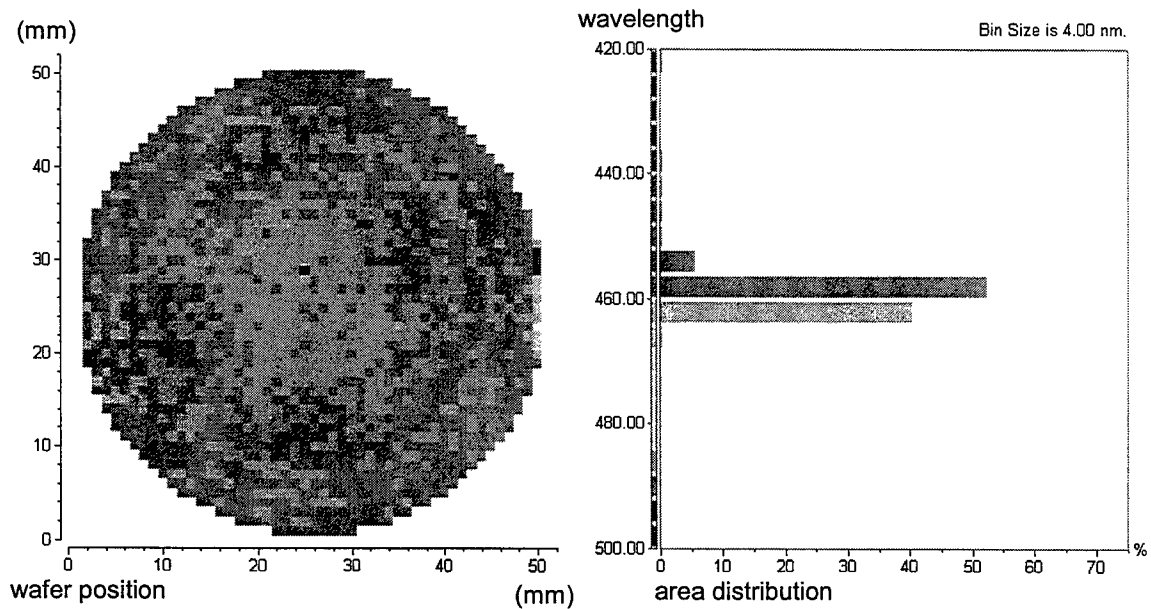 (mm)
50
40
30
20
10
0
0 10 20 30 40 50
wafer position (mm)
wavelength
Bin Size is 4.00 nm.
420.00
440.00
460.00
480.00
500.00
0 10 20 30 40 50 60 70 %
area distribution